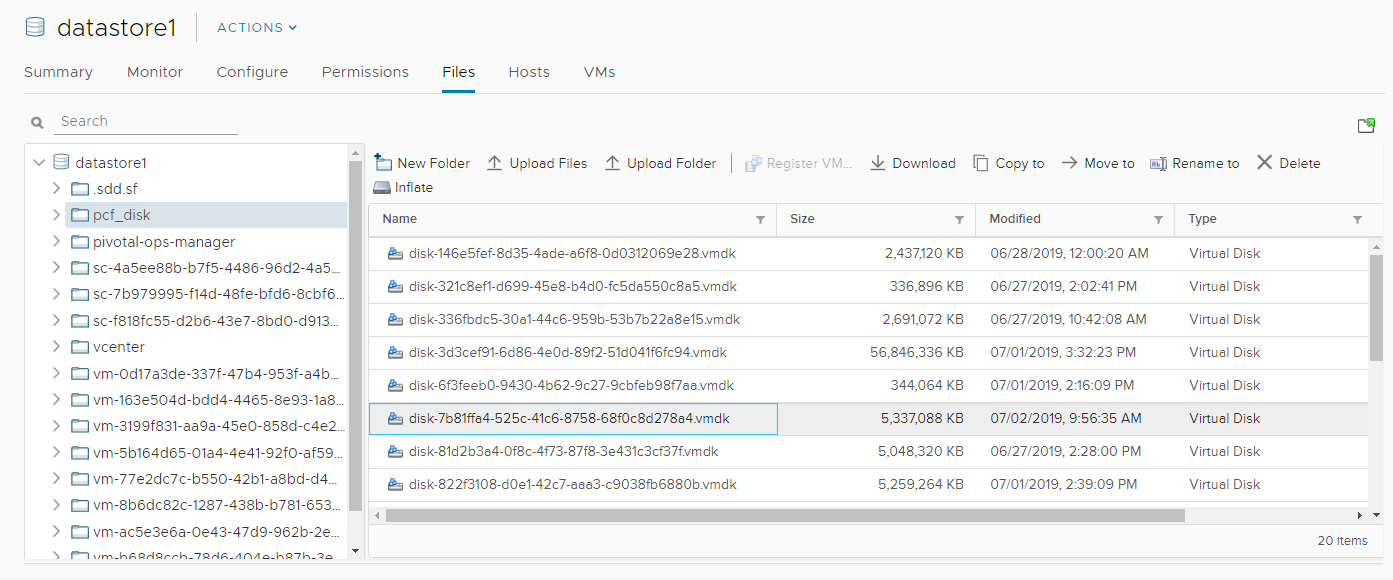 datastore1 ACTIONS
Summary Monitor Configure Permissions Files Hosts VMs
Search
datastore1
.sdd.sf
pcf_disk
pivotal-ops-manager
sc-4a5ee88b-b7f5-4486-96d2-4a5...
sc-7b979995-f14d-48fe-bfd6-8cbf6...
sc-f818fc55-d2b6-43e7-8bd0-d913...
vcenter
vm-0d17a3de-337f-47b4-953f-a4b...
vm-163e504d-bdd4-4465-8e93-1a8...
vm-3199f831-aa9a-45e0-858d-c4e2...
vm-5b164d65-01a4-4e41-92f0-af59...
vm-77e2dc7c-b550-42b1-a8bd-d4...
vm-8b6dc82c-1287-438b-b781-653...
vm-ac5e3e6a-0e43-47d9-962b-2e...
vm-b68d8ccb-78d6-404e-b87b-3e...
New Folder Upload Files Upload Folder Register VM... Download Copy to Move to Rename to Delete
Inflate
Name Size Modified Type
disk-146e5fef-8d35-4ade-a6f8-0d0312069e28.vmdk 2,437,120 KB 06/28/2019, 12:00:20 AM Virtual Disk
disk-321c8ef1-d699-45e8-b4d0-fc5da550c8a5.vmdk 336,896 KB 06/27/2019, 2:02:41 PM Virtual Disk
disk-336fbdc5-30a1-44c6-959b-53b7b22a8e15.vmdk 2,691,072 KB 06/27/2019, 10:42:08 AM Virtual Disk
disk-3d3cef91-6d86-4e0d-89f2-51d041f6fc94.vmdk 56,846,336 KB 07/01/2019, 3:32:23 PM Virtual Disk
disk-6f3feeb0-9430-4b62-9c27-9cbfeb98f7aa.vmdk 344,064 KB 07/01/2019, 2:16:09 PM Virtual Disk
disk-7b81ffa4-525c-41c6-8758-68f0c8d278a4.vmdk 5,337,088 KB 07/02/2019, 9:56:35 AM Virtual Disk
disk-81d2b3a4-0f8c-4f73-87f8-3e431c3cf37f.vmdk 5,048,320 KB 06/27/2019, 2:28:00 PM Virtual Disk
disk-822f3108-d0e1-42c7-aaa3-c9038fb6880b.vmdk 5,259,264 KB 07/01/2019, 2:39:09 PM Virtual Disk
20 items